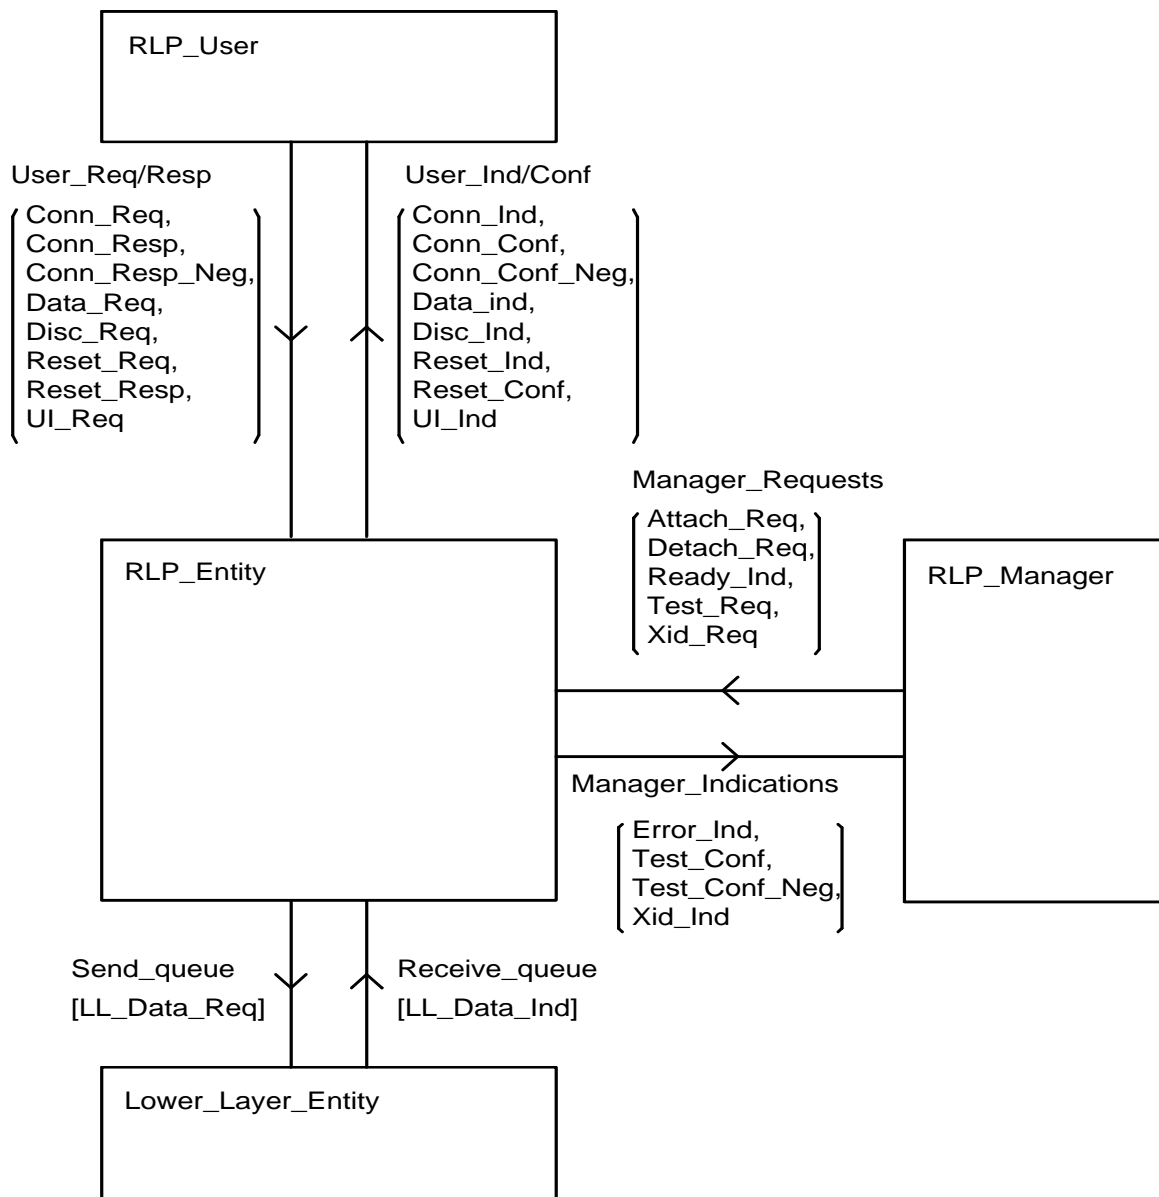 RLP_User
User_Req/Resp
Conn_Req,
Conn_Resp,
Conn_Resp_Neg,
Data_Req,
Disc_Req,
Reset_Req,
Reset_Resp,
UI_Req
User_Ind/Conf
Conn_Ind,
Conn_Conf,
Conn_Conf_Neg,
Data_ind,
Disc_Ind,
Reset_Ind,
Reset_Conf,
UI_Ind
Manager_Requests
Attach_Req,
Detach_Req,
Ready_Ind,
Test_Req,
Xid_Req
RLP_Entity
RLP_Manager
Manager_Indications
Error_Ind,
Test_Conf,
Test_Conf_Neg,
Xid_Ind
Send_queue
[LL_Data_Req]
Receive_queue
[LL_Data_Ind]
Lower_Layer_Entity